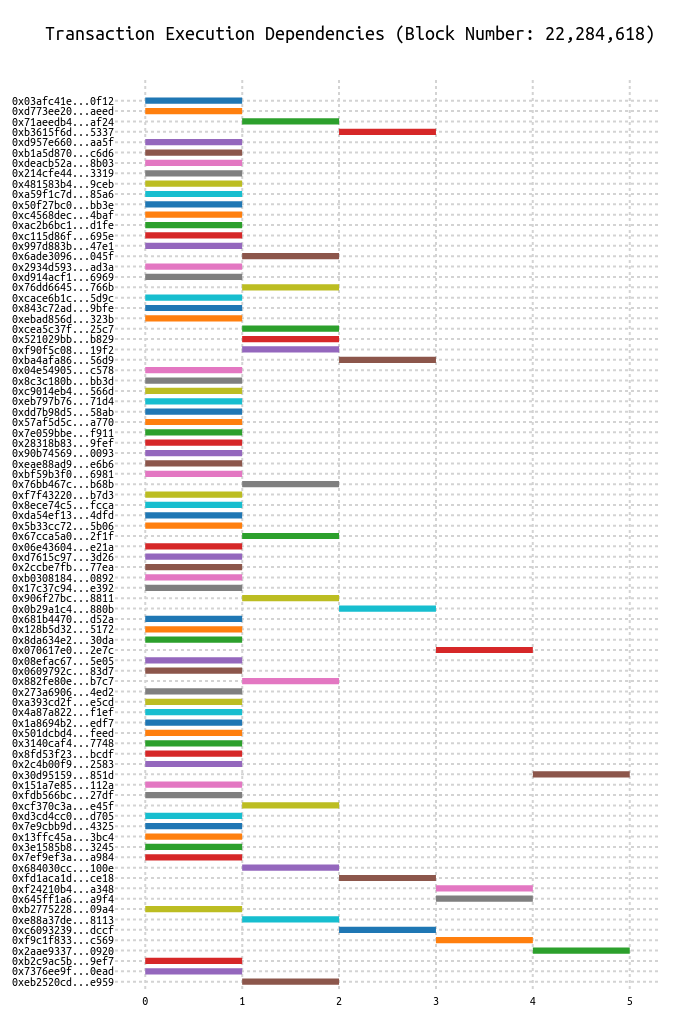 Transaction Execution Dependencies (Block Number: 22,284,618)
0x03afc41e...0f12
0xd773ee20...aeed
0x71aeedb4...af24
0xb3615f6d...5337
0xd957e660...aa5f
0xb1a5d870...c6d6
0xdeacb52a...8b03
0x214cfe44...3319
0x481583b4...9ceb
0xa59f1c7d...85a6
0x50f27bc0...bb3e
0xc4568dec...4baf
0xac2b6bc1...d1fe
0xc115d86f...695e
0x997d883b...47e1
0x6ade3096...045f
0x2934d593...ad3a
0xd914acf1...6969
0x76dd6645...766b
0xcace6b1c...5d9c
0x843c72ad...9bfe
0xebad856d...323b
0xcea5c37f...25c7
0x521029bb...b829
0xf90f5c08...19f2
0xba4afa86...56d9
0x04e54905...c578
0x8c3c180b...bb3d
0xc9014eb4...566d
0xeb797b76...71d4
0xdd7b98d5...58ab
0x57af5d5c...a770
0x7e059bbe...f911
0x28318b83...9fef
0x90b74569...0093
0xeae88ad9...e6b6
0xbf59b3f0...6981
0x76bb467c...b68b
0xf7f43220...b7d3
0x8ece74c5...fcca
0xda54ef13...4dfd
0x5b33cc72...5b06
0x67cca5a0...2f1f
0x06e43604...e21a
0xd7615c97...3d26
0x2ccbe7fb...77ea
0xb0308184...0892
0x17c37c94...e392
0x906f27bc...8811
0x0b29a1c4...880b
0x681b4470...d52a
0x128b5d32...5172
0x8da634e2...30da
0x070617e0...2e7c
0x08efac67...5e05
0x0609792c...83d7
0x882fe80e...b7c7
0x273a6906...4ed2
0xa393cd2f...e5cd
0x4a87a822...f1ef
0x1a8694b2...edf7
0x501dcbd4...feed
0x3140caf4...7748
0x8fd53f23...bcdf
0x2c4b00f9...2583
0x30d95159...851d
0x151a7e85...112a
0xfdb566bc...27df
0xcf370c3a...e45f
0xd3cd4cc0...d705
0x7e9cbb9d...4325
0x13ffc45a...3bc4
0x3e1585b8...3245
0x7ef9ef3a...a984
0x684030cc...100e
0xfd1aca1d...ce18
0xf24210b4...a348
0x645ff1a6...a9f4
0xb2775228...09a4
0xe88a37de...8113
0xc6093239...dccf
0xf9c1f833...c569
0x2aae9337...0920
0xb2c9ac5b...9ef7
0x7376ee9f...0ead
0xeb2520cd...e959
0 1 2 3 4 5